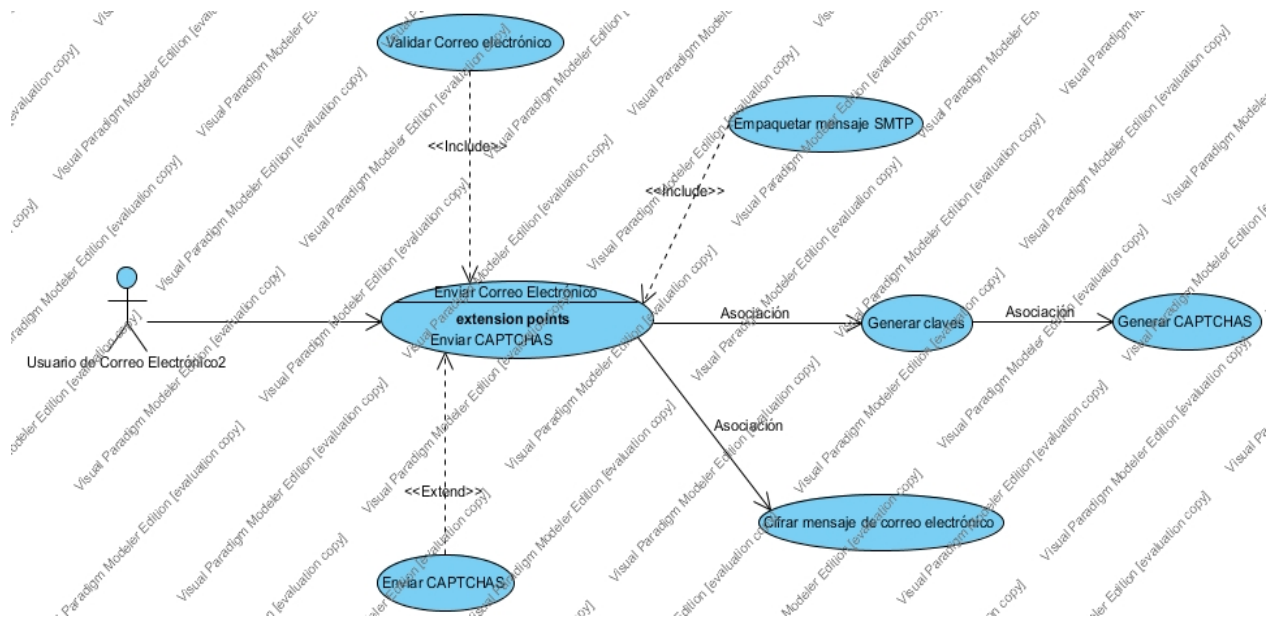 Validar Correo electrónico
Empaquetar mensaje SMTP
<<Include>>
<<Include>>
Enviar Correo Electrónico
extension points
Enviar CAPTCHAS
Asociación
Generar claves
Asociación
Generar CAPTCHAS
Usuario de Correo Electrónico2
Asociación
<<Extend>>
Cifrar mensaje de correo electrónico
Enviar CAPTCHAS
Visual Paradigm Modeler Edition [evaluation copy]